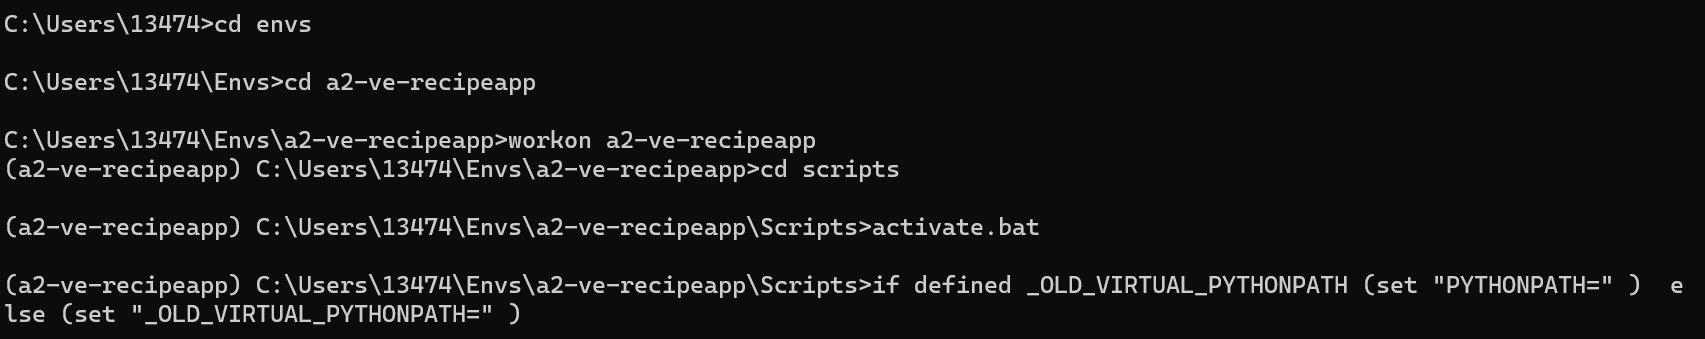 C:\Users\13474>cd envs
C:\Users\13474\Envs>cd a2-ve-recipeapp
C:\Users\13474\Envs\a2-ve-recipeapp>workon a2-ve-recipeapp
(a2-ve-recipeapp) C:\Users\13474\Envs\a2-ve-recipeapp>cd scripts
(a2-ve-recipeapp) C:\Users\13474\Envs\a2-ve-recipeapp\Scripts>activate.bat
(a2-ve-recipeapp) C:\Users\13474\Envs\a2-ve-recipeapp\Scripts>if defined _OLD_VIRTUAL_PYTHONPATH (set "PYTHONPATH=" )  e
lse (set "_OLD_VIRTUAL_PYTHONPATH=" )